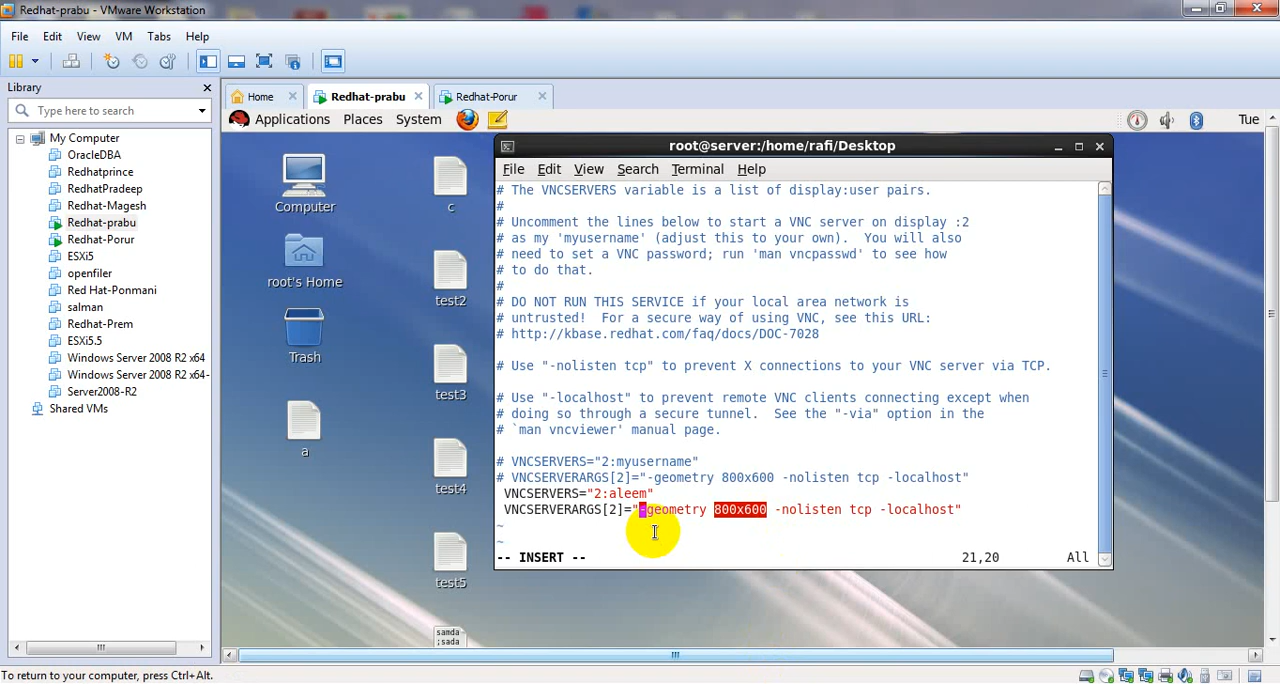 Redhat-prabu - VMware Workstation
File Edit View VM Tabs Help
Library
Type here to search
My Computer
OracleDBA
Redhatprince
RedhatPradeep
Redhat-Magesh
Redhat-prabu
Redhat-Porur
ESXi5
openfiler
Red Hat-Ponmani
salman
Redhat-Prem
ESXi5.5
Windows Server 2008 R2 x64
Windows Server 2008 R2 x64-
Server2008-R2
Shared VMs
Home Redhat-prabu Redhat-Porur
Applications Places System Tue
Computer
root's Home
Trash
a
c
test2
test3
test4
test5
samda
;sada
root@server:/home/rafi/Desktop
File Edit View Search Terminal Help
# The VNCSERVERS variable is a list of display:user pairs.
#
# Uncomment the lines below to start a VNC server on display :2
# as my 'myusername' (adjust this to your own).  You will also
# need to set a VNC password; run 'man vncpasswd' to see how
# to do that.
#
# DO NOT RUN THIS SERVICE if your local area network is
# untrusted!  For a secure way of using VNC, see this URL:
# http://kbase.redhat.com/faq/docs/DOC-7028
# Use "-nolisten tcp" to prevent X connections to your VNC server via TCP.
# Use "-localhost" to prevent remote VNC clients connecting except when
# doing so through a secure tunnel.  See the "-via" option in the
# `man vncviewer' manual page.
# VNCSERVERS="2:myusername"
# VNCSERVERARGS[2]="-geometry 800x600 -nolisten tcp -localhost"
VNCSERVERS="2:aleem"
VNCSERVERARGS[2]="-geometry 800x600 -nolisten tcp -localhost"
~
~
-- INSERT -- 21,20 All
To return to your computer, press Ctrl+Alt.